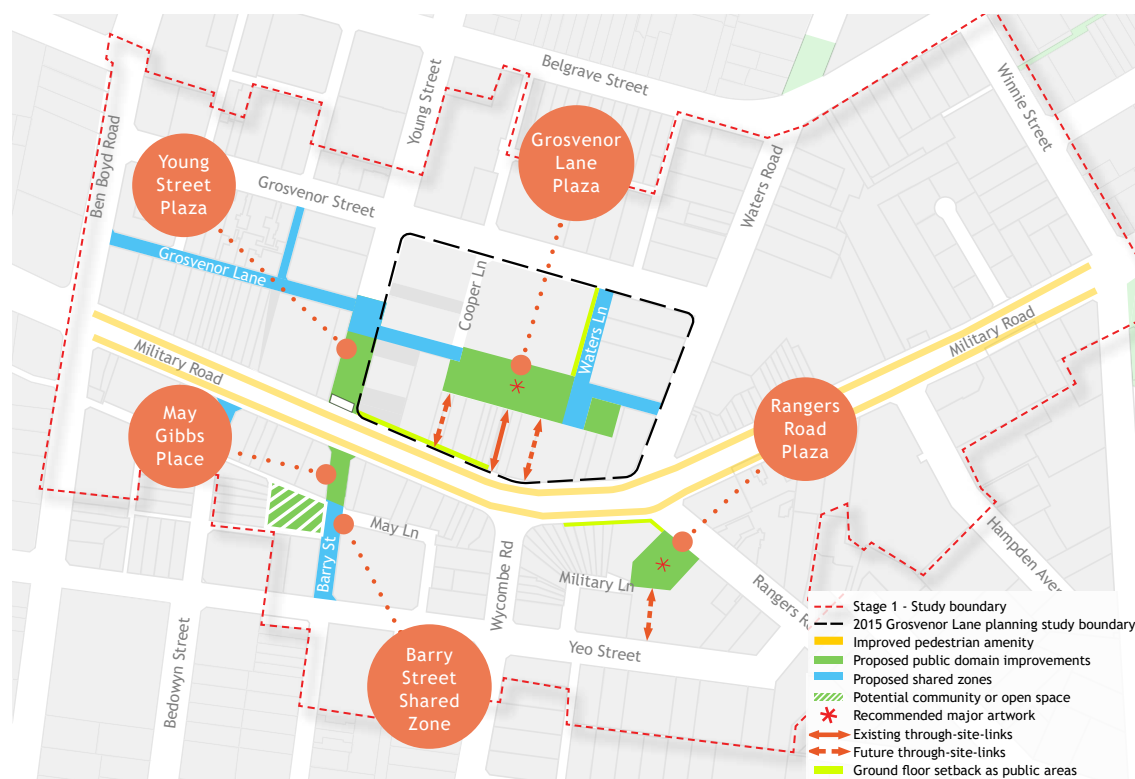 Belgrave Street
Young Street
Winnie Street
Grosvenor
Lane
Plaza
Ben Boyd Road
Young
Street
Plaza
Waters Road
Grosvenor Street
Grosvenor Lane
Cooper Ln
Waters Ln
Military Road
Military Road
May
Gibbs
Place
Rangers
Road
Plaza
May Ln
Barry St
Wycombe Rd
Military Ln
Hampden Aven
Rangers R
Yeo Street
Bedowyn Street
Barry
Street
Shared
Zone
Stage 1 - Study boundary
2015 Grosvenor Lane planning study boundary
Improved pedestrian amenity
Proposed public domain improvements
Proposed shared zones
Potential community or open space
Recommended major artwork
Existing through-site-links
Future through-site-links
Ground floor setback as public areas